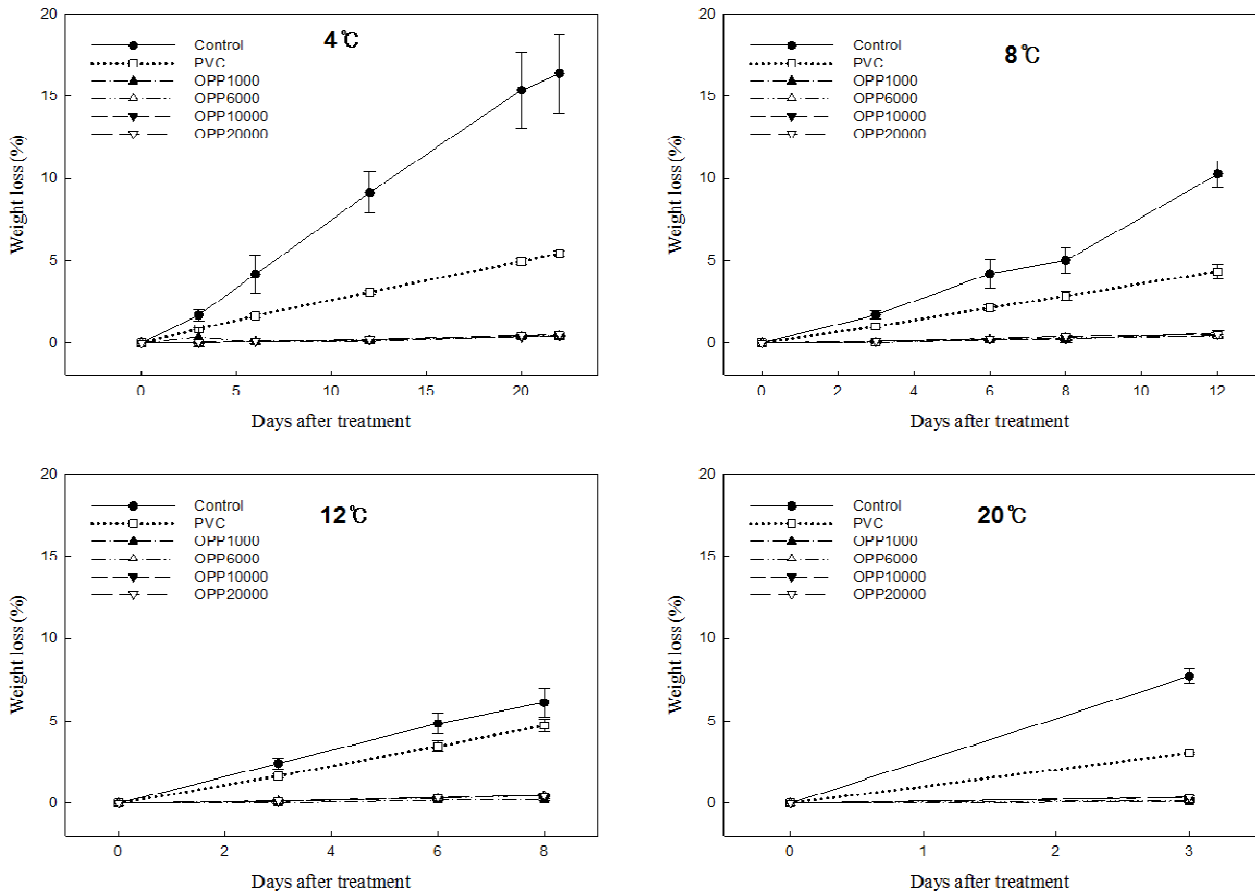 20
15
10
5
0
Weight loss (%)
4℃
Control
PVC
OPP1000
OPP6000
OPP10000
OPP20000
0 5 10 15 20
Days after treatment
20
15
10
5
0
Weight loss (%)
8℃
Control
PVC
OPP1000
OPP6000
OPP10000
OPP20000
0 2 4 6 8 10 12
Days after treatment
20
15
10
5
0
Weight loss (%)
12℃
Control
PVC
OPP1000
OPP6000
OPP10000
OPP20000
0 2 4 6 8
Days after treatment
20
15
10
5
0
Weight loss (%)
20℃
Control
PVC
OPP1000
OPP6000
OPP10000
OPP20000
0 1 2 3
Days after treatment